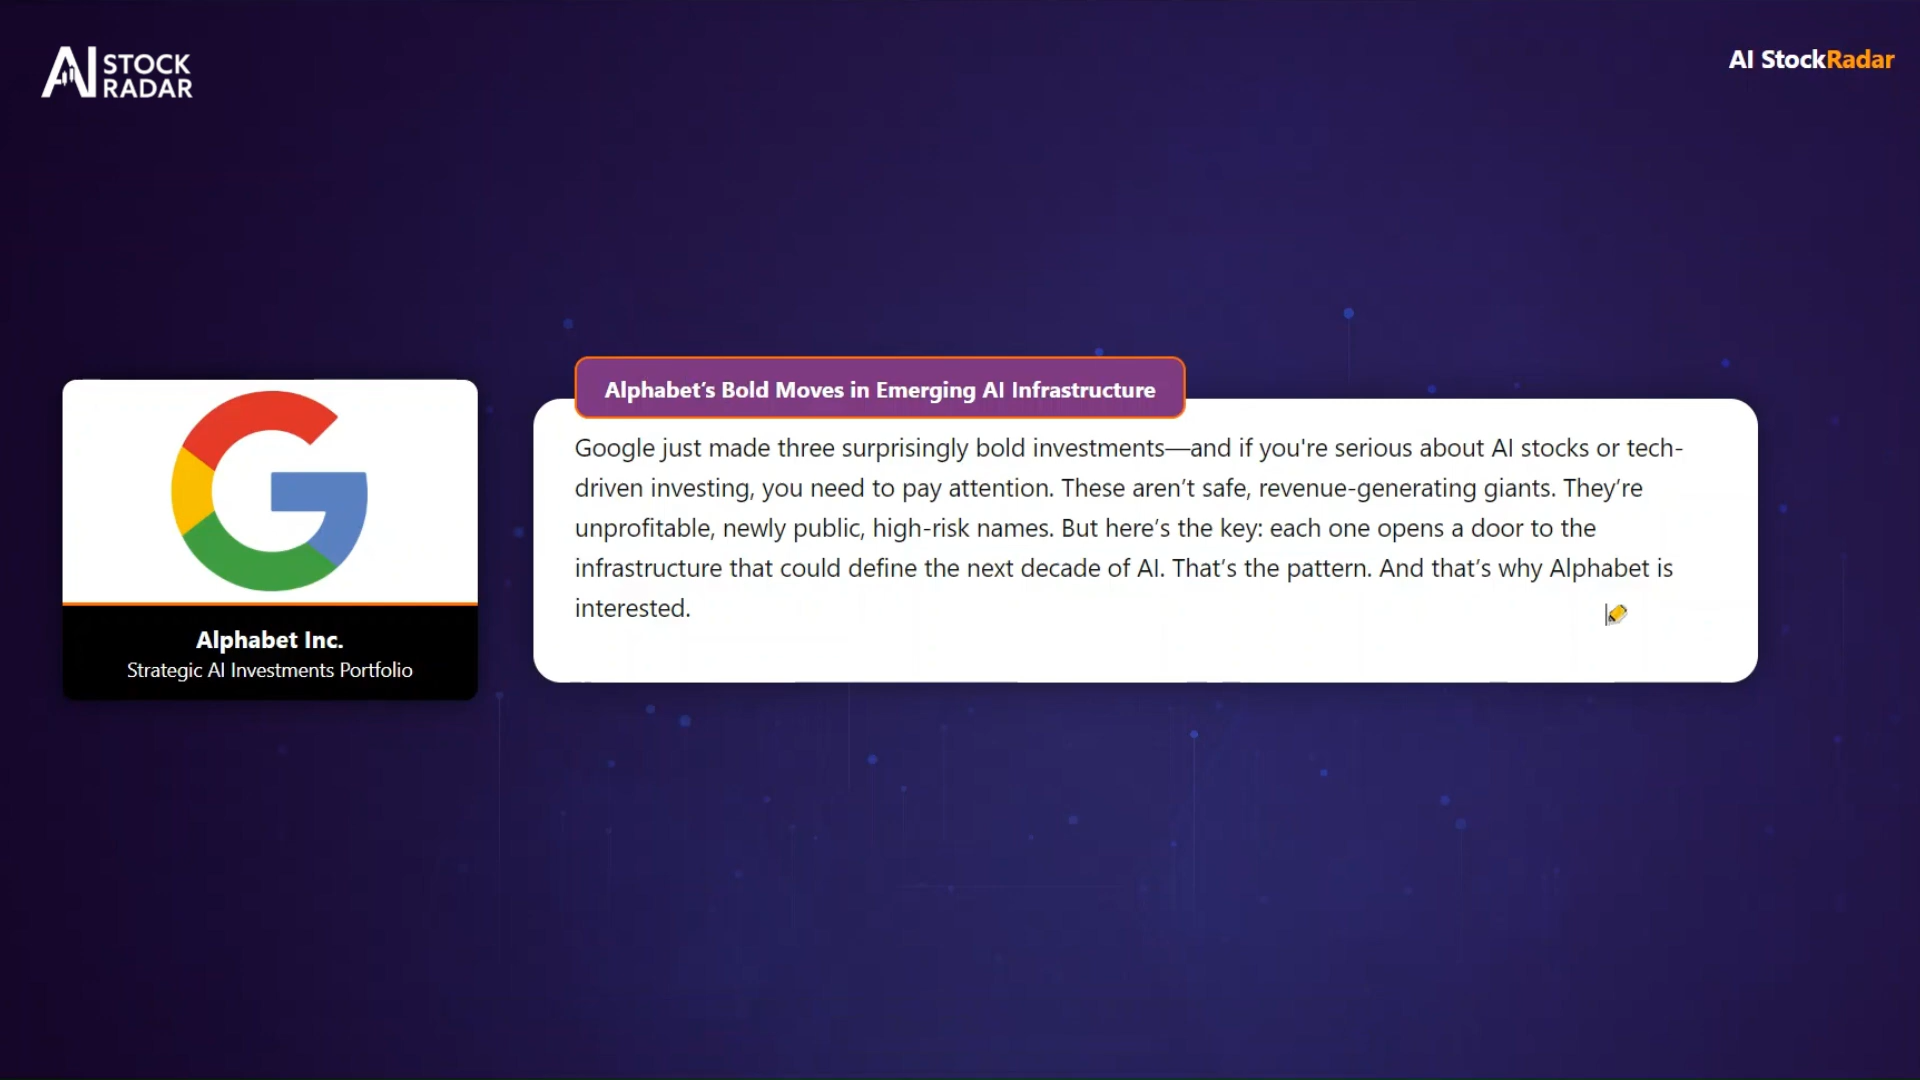 AI STOCK
RADAR
AI StockRadar
Alphabet’s Bold Moves in Emerging AI Infrastructure
Google just made three surprisingly bold investments—and if you're serious about AI stocks or tech-
driven investing, you need to pay attention. These aren’t safe, revenue-generating giants. They’re
unprofitable, newly public, high-risk names. But here’s the key: each one opens a door to the
infrastructure that could define the next decade of AI. That’s the pattern. And that’s why Alphabet is
interested.
Alphabet Inc.
Strategic AI Investments Portfolio